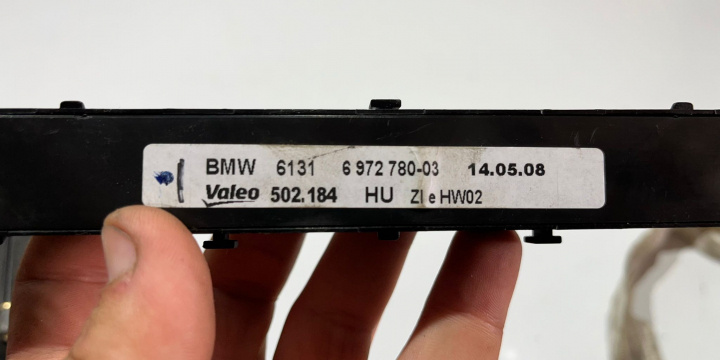 BMW 6131 6 972 780-03 14.05.08
Valeo 502.184 HU ZI e HW02